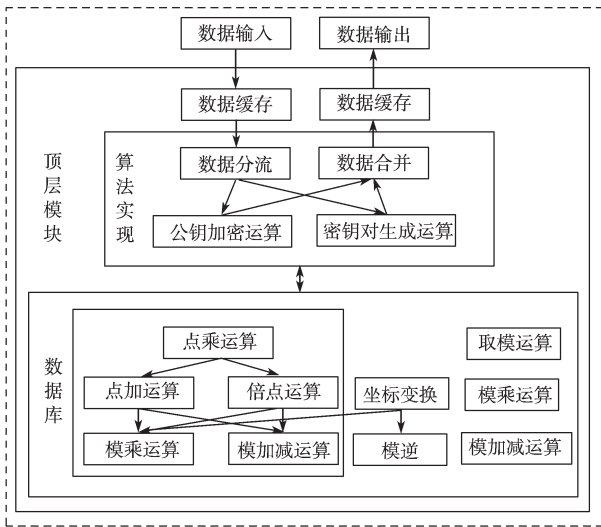 数据输入
数据输出
数据缓存
数据缓存
顶层模块
算法实现
数据分流
数据合并
公钥加密运算
密钥对生成运算
数据库
点乘运算
取模运算
点加运算
倍点运算
坐标变换
模乘运算
模乘运算
模加减运算
模逆
模加减运算